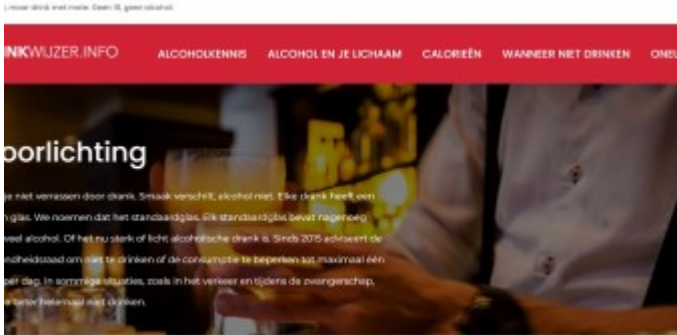 , maar drink met mate. Geen 18, geen alcohol.
INKWIJZER.INFO
ALCOHOLKENNIS
ALCOHOL EN JE LICHAAM
CALORIEËN
WANNEER NIET DRINKEN
ONEL
oorlichting
je niet verrassen door drank. Smaak verschilt, alcohol niet. Elke drank heeft een
n glas. We noemen dat het standaardglas. Elk standaardglas bevat nagenoeg
veel alcohol. Of het nu sterk of licht alcoholische drank is. Sinds 2015 adviseert de
ndheidsraad om niet te drinken of de consumptie te beperken tot maximaal één
per dag. In sommige situaties, zoals in het verkeer en tijdens de zwangerschap,
e beter helemaal niet drinken.